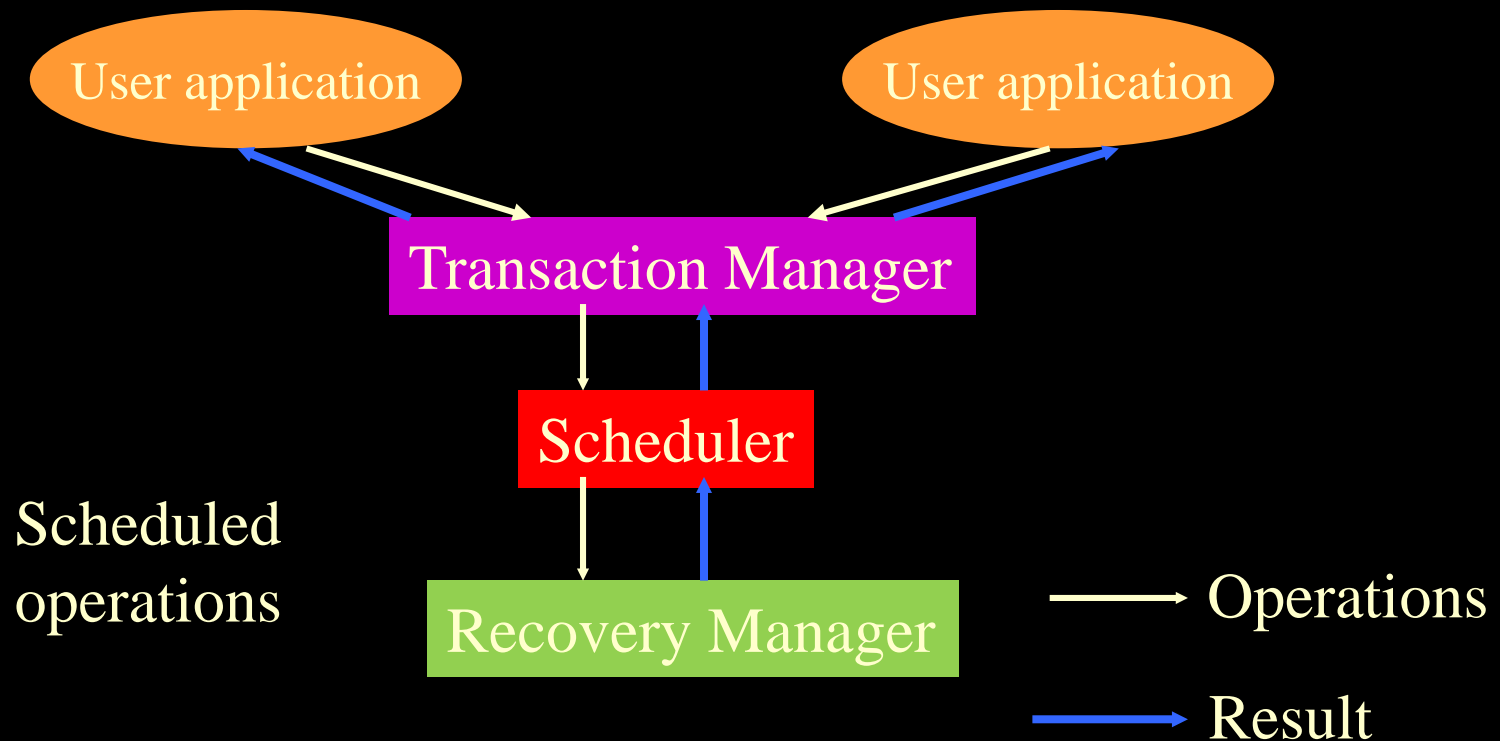 User application
User application
Transaction Manager
Scheduler
Scheduled
operations
Recovery Manager
Operations
Result